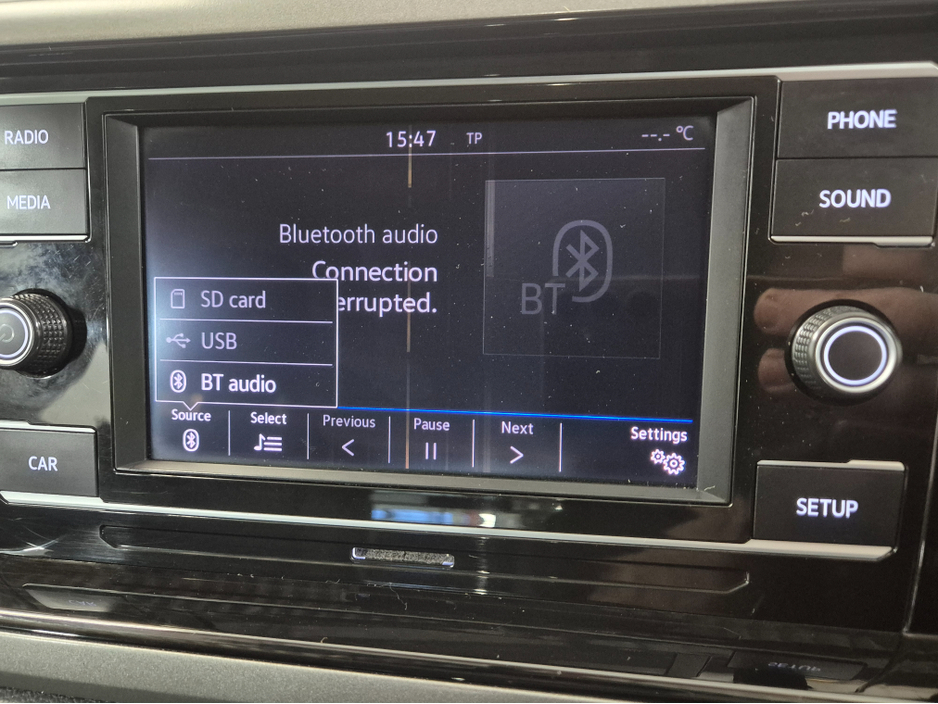 RADIO
MEDIA
CAR
15:47 TP --.- °C
Bluetooth audio
Connection
errupted.
BT
SD card
USB
BT audio
Source
Select
Previous
Pause
Next
Settings
PHONE
SOUND
SETUP